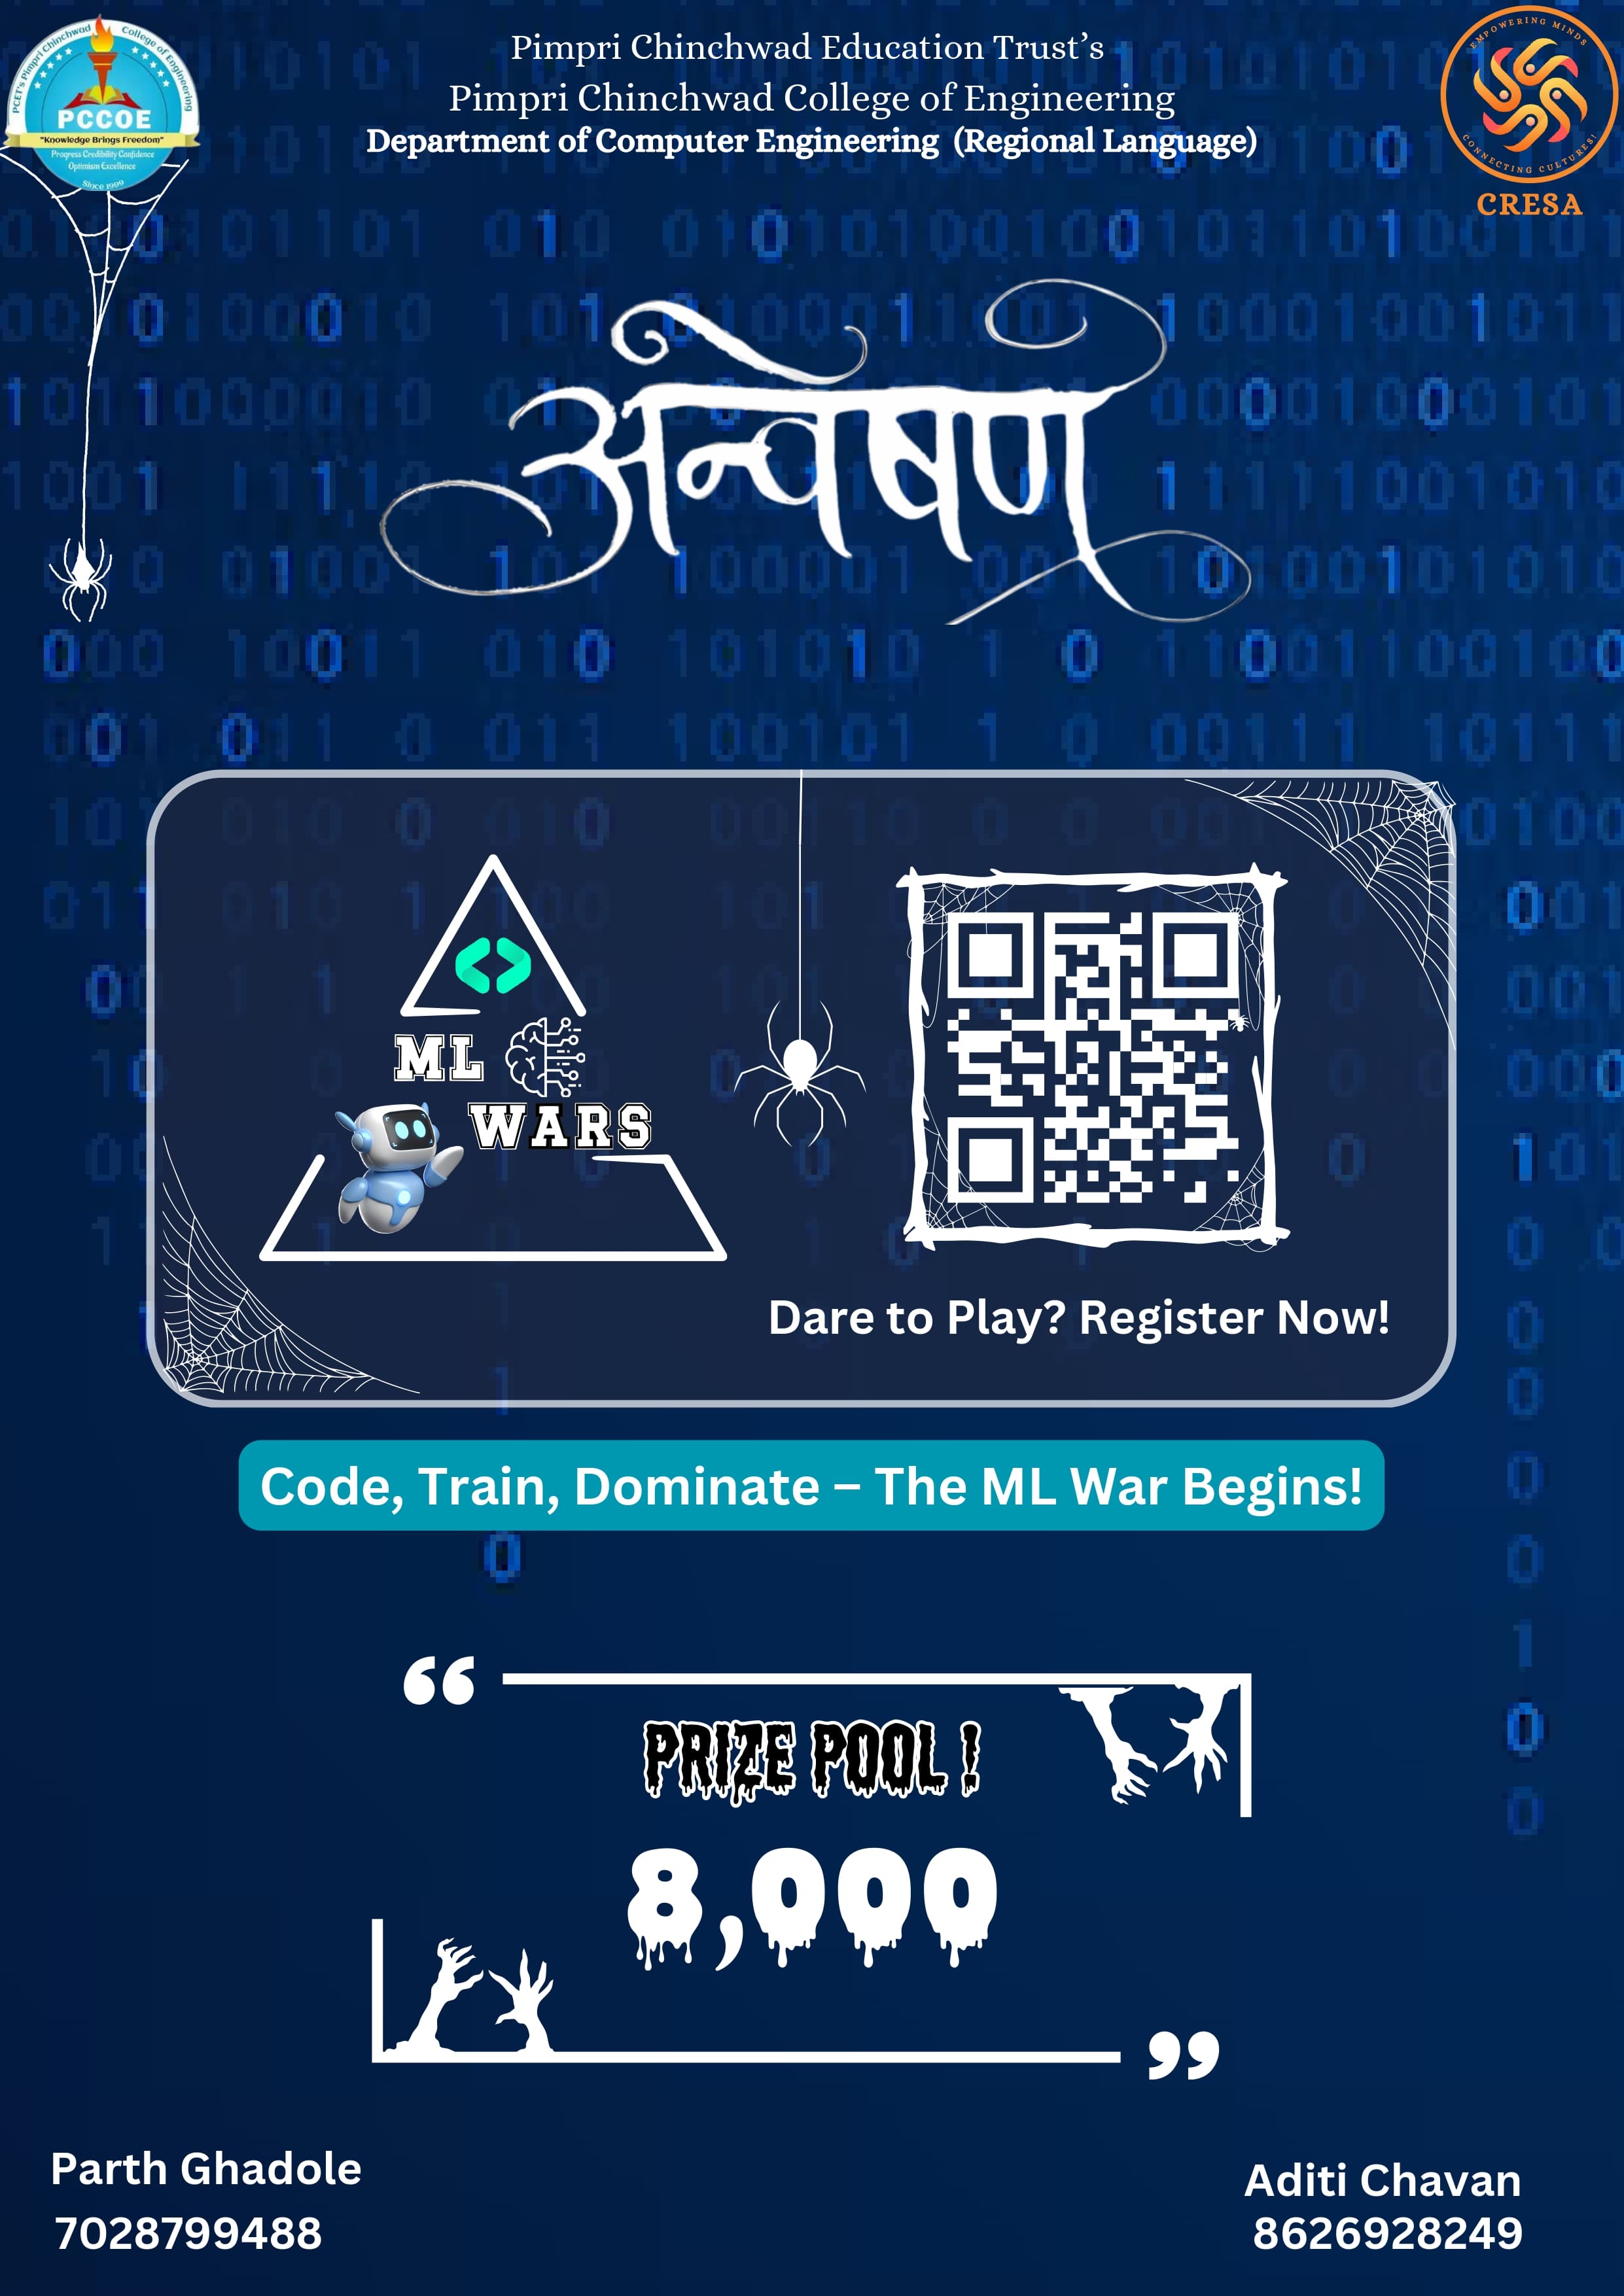 Pimpri Chinchwad Education Trust’s
Pimpri Chinchwad College of Engineering
Department of Computer Engineering (Regional Language)
PCET's Pimpri Chinchwad College of Engineering
PCCOE
"Knowledge Brings Freedom"
Progress Credibility Confidence
Optimism Excellence
Since 1999
EMPOWERING MINDS
CONNECTING CULTURES!
CRESA
अन्वेषण
ML
WARS
Dare to Play? Register Now!
Code, Train, Dominate – The ML War Begins!
“
PRIZE POOL !
8,000
”
Parth Ghadole
7028799488
Aditi Chavan
8626928249